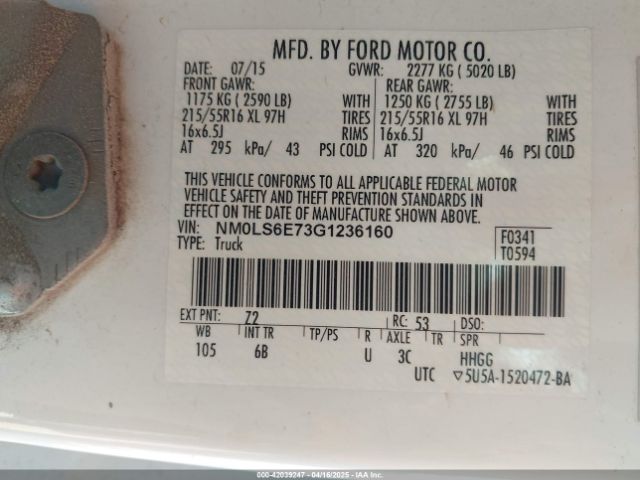 MFD. BY FORD MOTOR CO.
DATE: 07/15 GVWR: 2277 KG ( 5020 LB)
FRONT GAWR: REAR GAWR:
1175 KG ( 2590 LB) WITH 1250 KG ( 2755 LB) WITH
215/55R16 XL 97H TIRES 215/55R16 XL 97H TIRES
16x6.5J RIMS 16x6.5J RIMS
AT 295 kPa/ 43 PSI COLD AT 320 kPa/ 46 PSI COLD
THIS VEHICLE CONFORMS TO ALL APPLICABLE FEDERAL MOTOR
VEHICLE SAFETY AND THEFT PREVENTION STANDARDS IN
EFFECT ON THE DATE OF MANUFACTURE SHOWN ABOVE.
VIN: NM0LS6E73G1236160
TYPE: Truck
F0341
T0594
EXT PNT: Z2 RC: 53 DSO:
WB INT TR TP/PS R AXLE TR SPR
105 6B U 3C HHGG
UTC ▽5U5A-1520472-BA
000-42039247 - 04/16/2025 - IAA Inc.